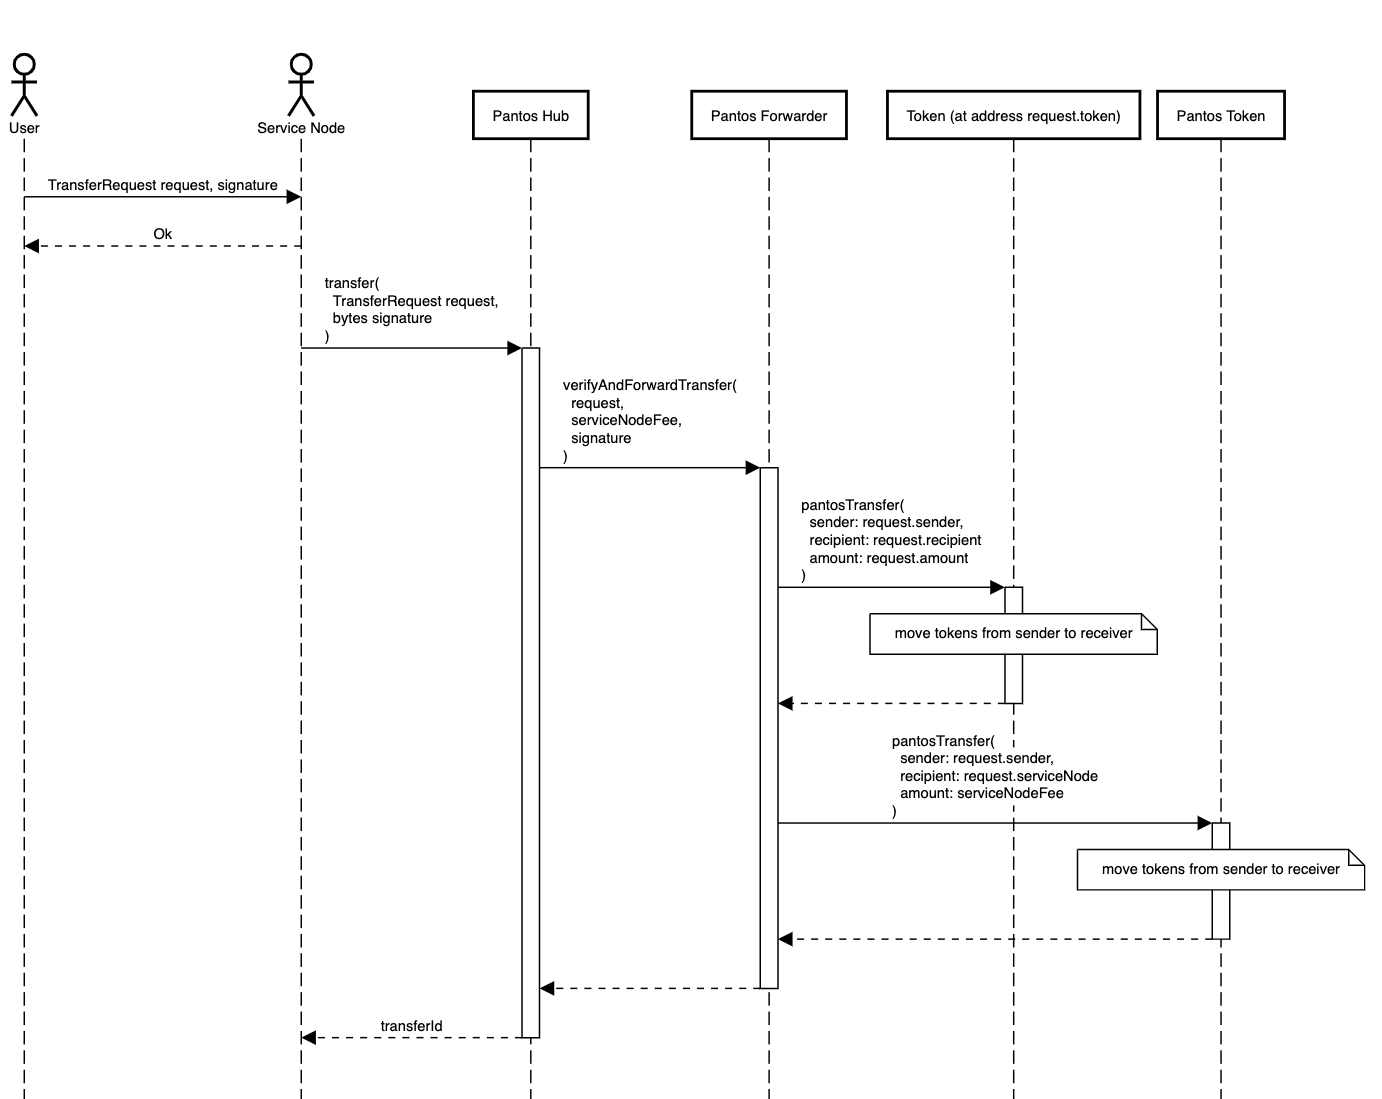 User
Service Node
Pantos Hub
Pantos Forwarder
Token (at address request.token)
Pantos Token
TransferRequest request, signature
Ok
transfer(
TransferRequest request,
bytes signature
)
verifyAndForwardTransfer(
request,
serviceNodeFee,
signature
)
pantosTransfer(
sender: request.sender,
recipient: request.recipient
amount: request.amount
)
move tokens from sender to receiver
pantosTransfer(
sender: request.sender,
recipient: request.serviceNode
amount: serviceNodeFee
)
move tokens from sender to receiver
transferId